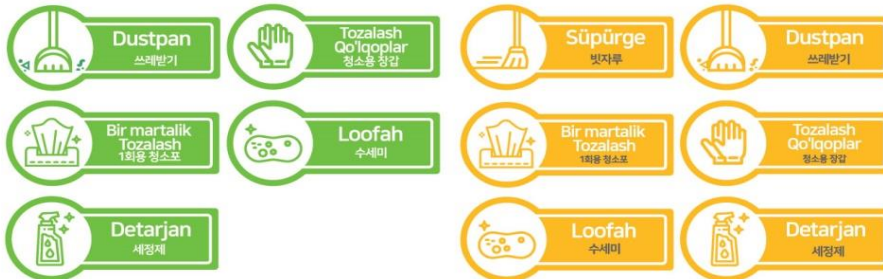 Dustpan
쓰레받기
Tozalash
Qo'lqoplar
청소용 장갑
Bir martalik
Tozalash
1회용 청소포
Loofah
수세미
Detarjan
세정제
Süpürge
빗자루
Dustpan
쓰레받기
Bir martalik
Tozalash
1회용 청소포
Tozalash
Qo'lqoplar
청소용 장갑
Loofah
수세미
Detarjan
세정제